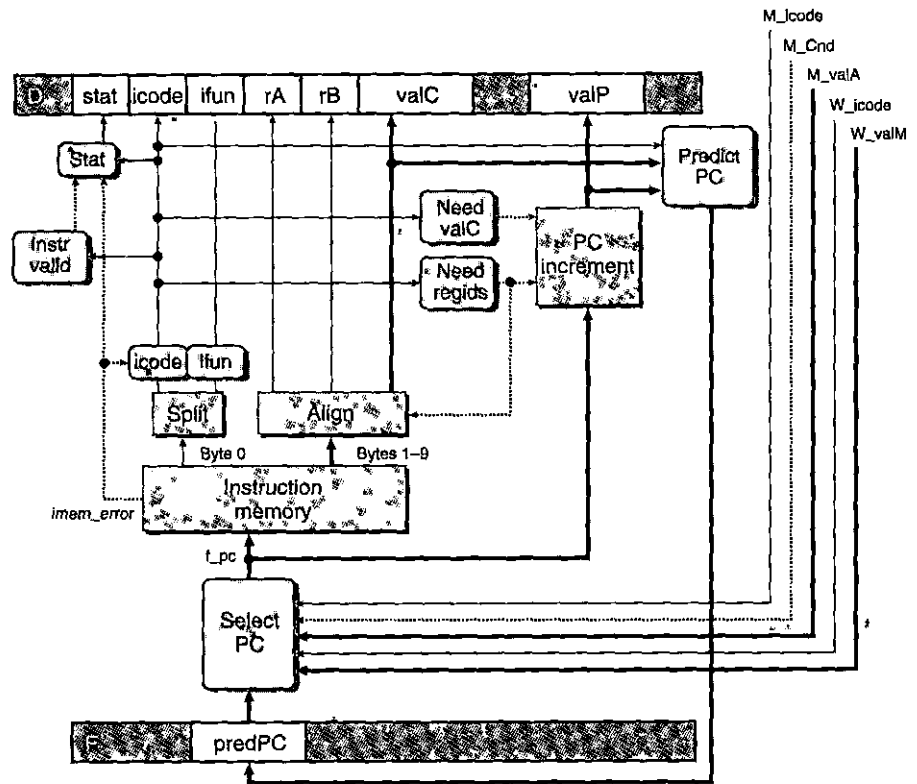 M_icode
M_Cnd
M_valA
W_icode
W_valM
D stat icode ifun rA rB valC valP
Stat
Predict
PC
Need
valC
Instr
valid
PC
increment
Need
regids
icode ifun
Split
Align
Byte 0
Bytes 1–9
Instruction
memory
imem_error
f_pc
Select
PC
F predPC